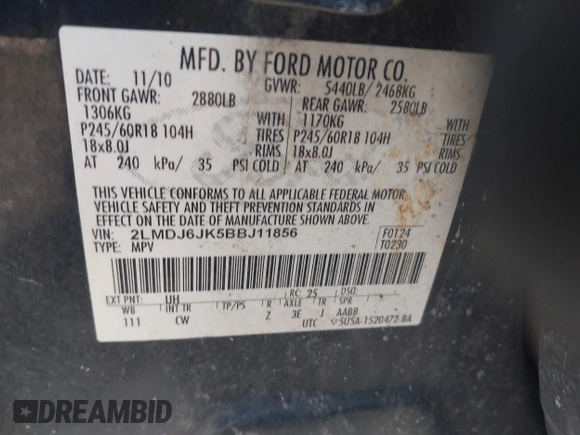 MFD. BY FORD MOTOR CO.
DATE: 11/10 GVWR: 5440LB/ 2468KG
FRONT GAWR: 2880LB REAR GAWR: 2580LB
1306KG 1170KG
P245/60R18 104H TIRES P245/60R18 104H TIRES
18x8.0J RIMS 18x8.0J RIMS
AT 240 kPa/ 35 PSI COLD AT 240 kPa/ 35 PSI COLD
THIS VEHICLE CONFORMS TO ALL APPLICABLE FEDERAL MOTOR
VEHICLE SAFETY AND THEFT PREVENTION STANDARDS IN
EFFECT ON THE DATE OF MANUFACTURE SHOWN ABOVE.
VIN: 2LMDJ6JK5BBJ11856 F0124
TYPE: MPV T0230
EXT PNT: UH RC: 25 DSO:
WB INT TR TP/PS R AXLE TR SPR
111 CW Z 3E J AABB
UTC 5U5A-1520472-BA
DREAMBID